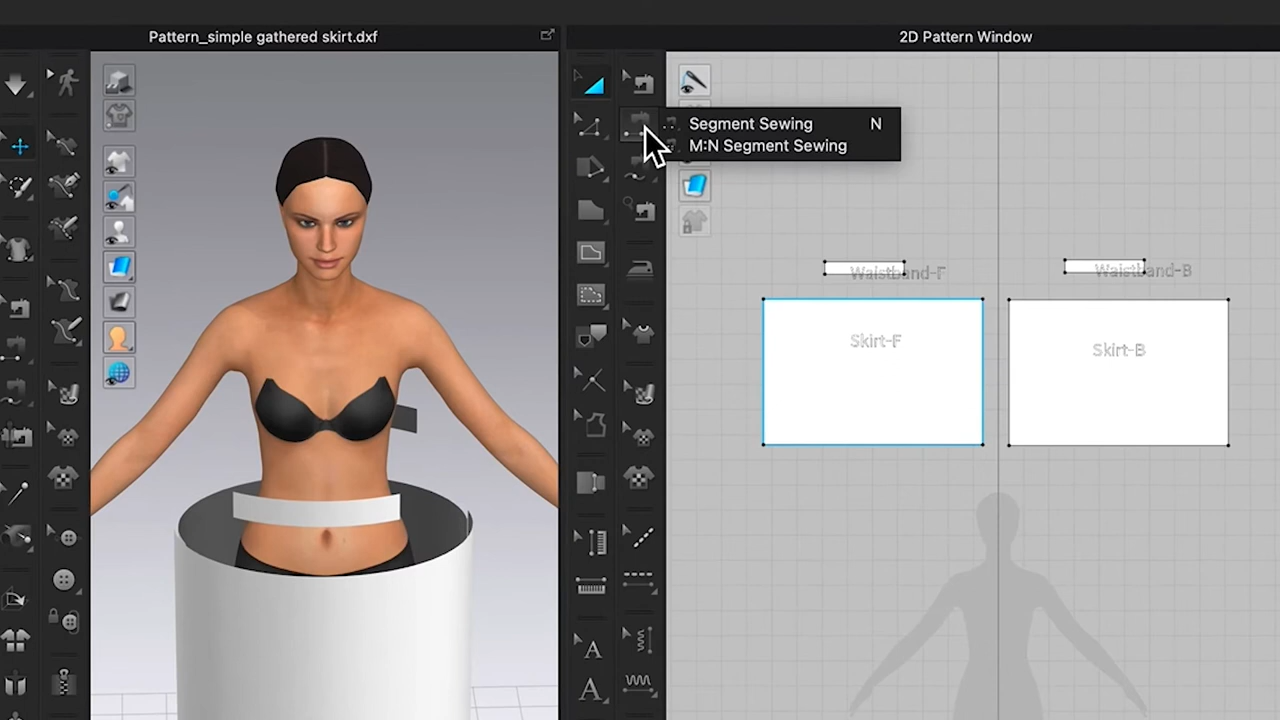 Pattern_simple gathered skirt.dxf
2D Pattern Window
Segment Sewing N
M:N Segment Sewing
Waistband-F
Waistband-B
Skirt-F
Skirt-B
A
A